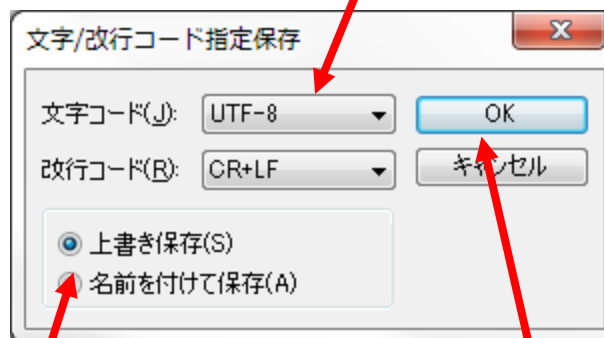 文字/改行コード指定保存
文字コード(J): UTF-8 OK
改行コード(R): CR+LF キャンセル
上書き保存(S)
名前を付けて保存(A)